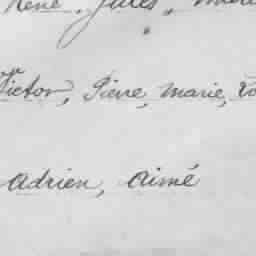 René, Jules,
Victor, Pierre, Marie,
Adrien, Aimé